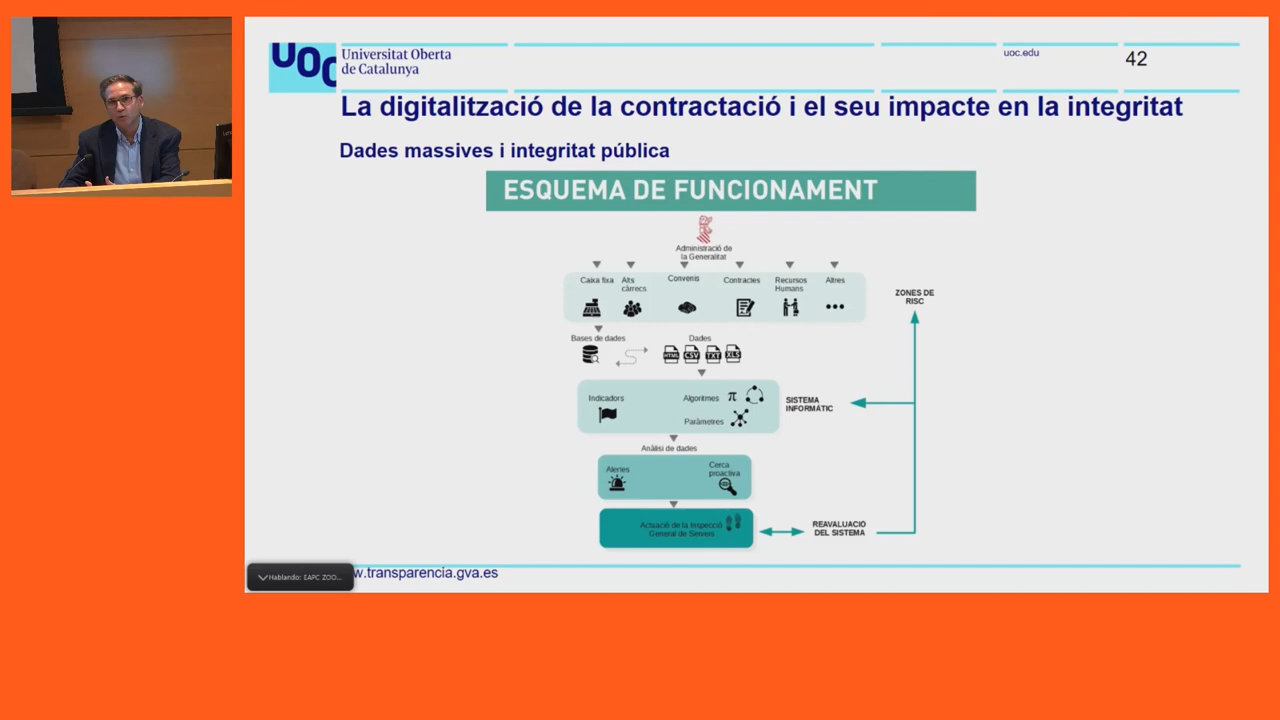 UOC
Universitat Oberta
de Catalunya
uoc.edu
42
La digitalització de la contractació i el seu impacte en la integritat
Dades massives i integritat pública
ESQUEMA DE FUNCIONAMENT
Administració de
la Generalitat
Caixa fixa
Alts
càrrecs
Convenis
Contractes
Recursos
Humans
Altres
ZONES DE
RISC
Bases de dades
Dades
HTML
CSV
TXT
XLS
Indicadors
Algoritmes
π
Paràmetres
SISTEMA
INFORMÀTIC
Anàlisi de dades
Alertes
Cerca
proactiva
Actuació de la Inspecció
General de Serveis
REAVALUACIÓ
DEL SISTEMA
Hablando: EAPC ZOO...
w.transparencia.gva.es